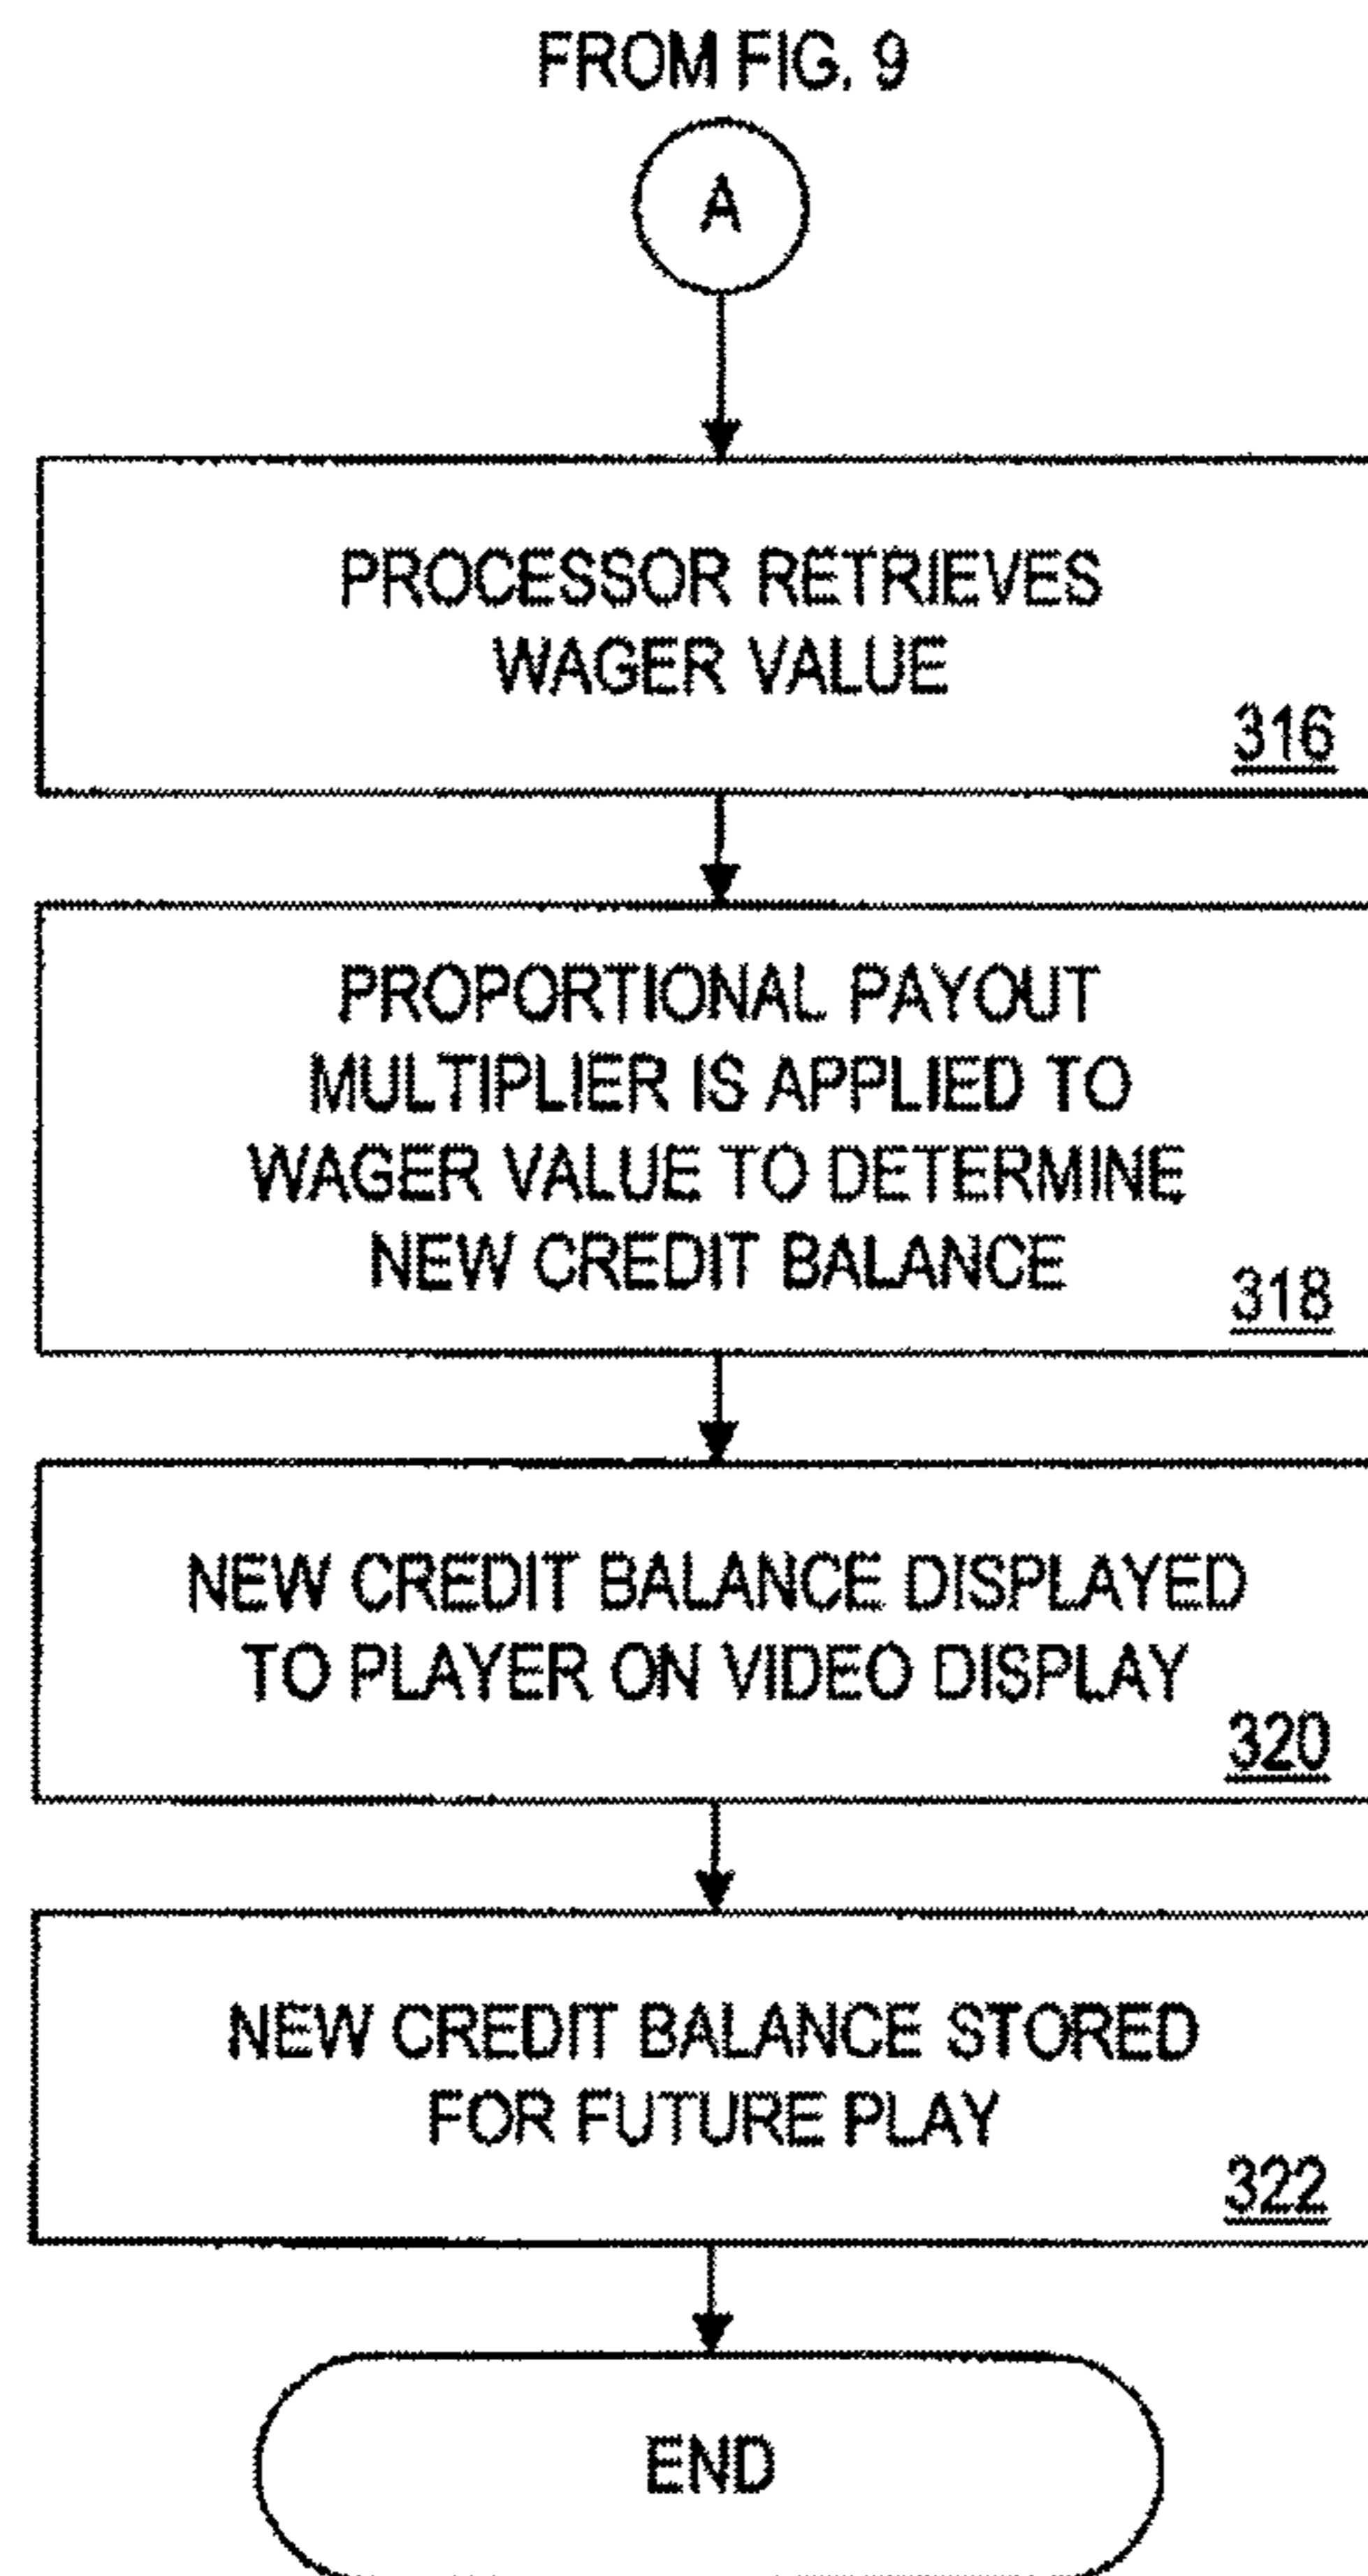 FROM FIG. 9
A
PROCESSOR RETRIEVES
WAGER VALUE
316
PROPORTIONAL PAYOUT
MULTIPLIER IS APPLIED TO
WAGER VALUE TO DETERMINE
NEW CREDIT BALANCE
318
NEW CREDIT BALANCE DISPLAYED
TO PLAYER ON VIDEO DISPLAY
320
NEW CREDIT BALANCE STORED
FOR FUTURE PLAY
322
END